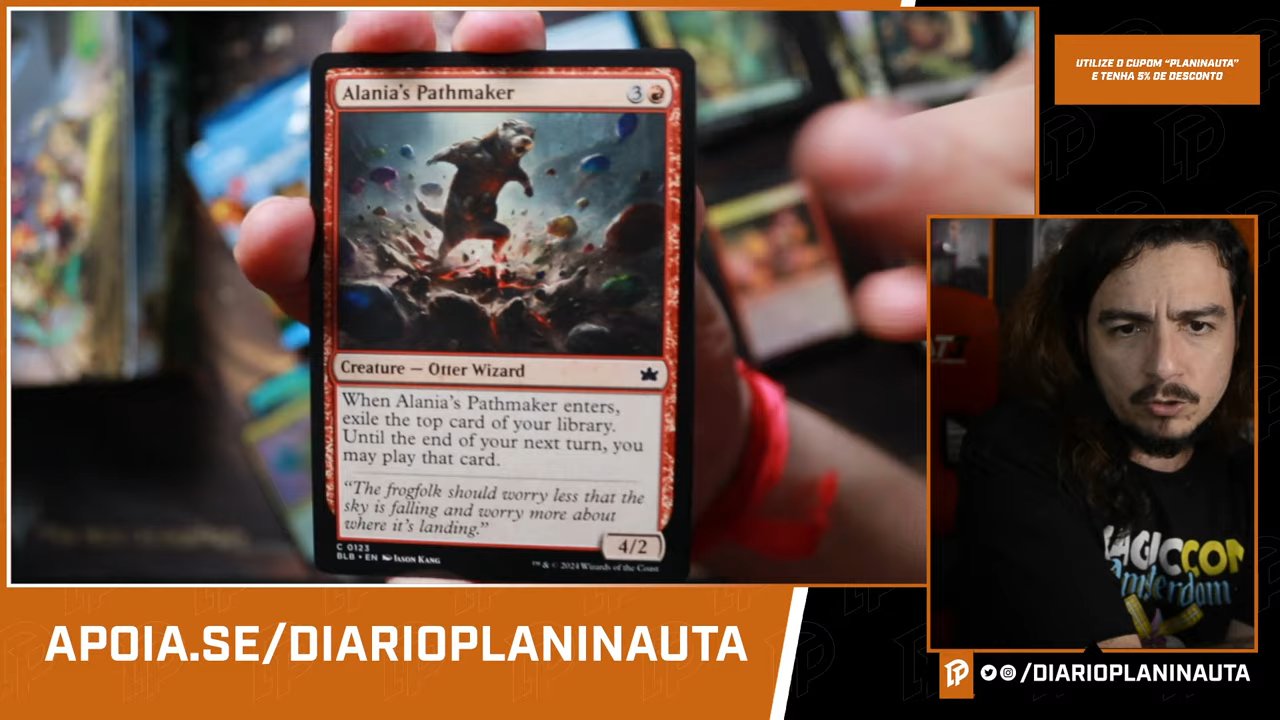 Alania's Pathmaker
3
Creature — Otter Wizard
When Alania's Pathmaker enters,
exile the top card of your library.
Until the end of your next turn, you
may play that card.
"The frogfolk should worry less that the
sky is falling and worry more about
where it's landing."
4/2
C 0123
BLB • EN JASON KANG
™ & © 2024 Wizards of the Coast
UTILIZE O CUPOM "PLANINAUTA"
E TENHA 5% DE DESCONTO
MAGICCON
Amsterdam
APOIA.SE/DIARIOPLANINAUTA
/DIARIOPLANINAUTA